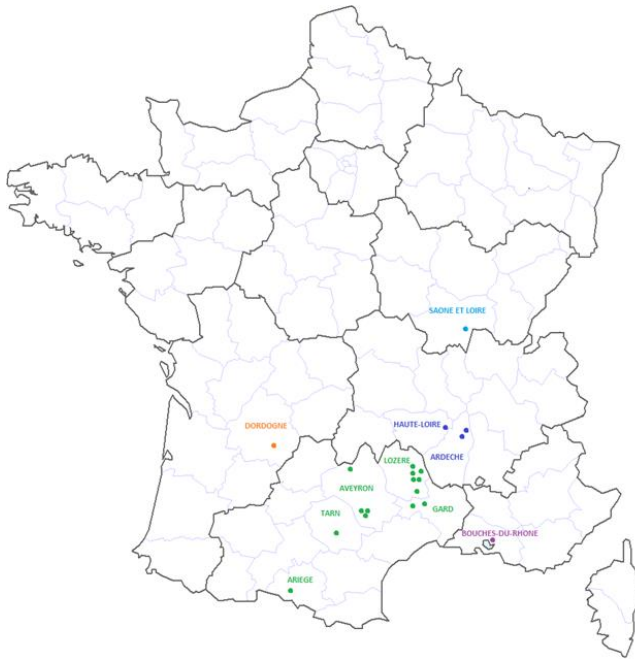 SAONE ET LOIRE
HAUTE-LOIRE
DORDOGNE
ARDECHE
LOZERE
AVEYRON
GARD
TARN
BOUCHES-DU-RHONE
ARIEGE